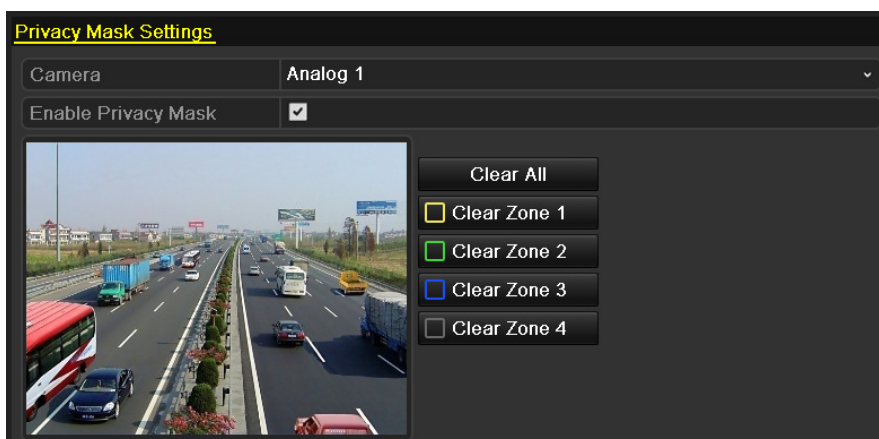 Privacy Mask Settings
Camera
Analog 1
Enable Privacy Mask
Clear All
Clear Zone 1
Clear Zone 2
Clear Zone 3
Clear Zone 4